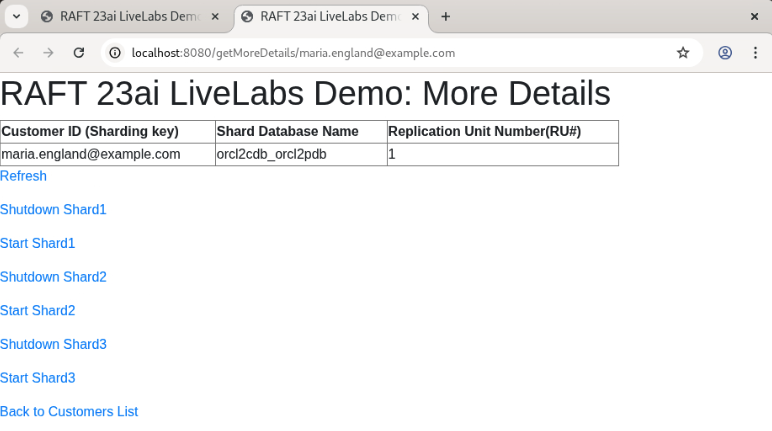 RAFT 23ai LiveLabs Demo
RAFT 23ai LiveLabs Demo
localhost:8080/getMoreDetails/maria.england@example.com
RAFT 23ai LiveLabs Demo: More Details
Customer ID (Sharding key) Shard Database Name Replication Unit Number(RU#)
maria.england@example.com orcl2cdb_orcl2pdb 1
Refresh
Shutdown Shard1
Start Shard1
Shutdown Shard2
Start Shard2
Shutdown Shard3
Start Shard3
Back to Customers List